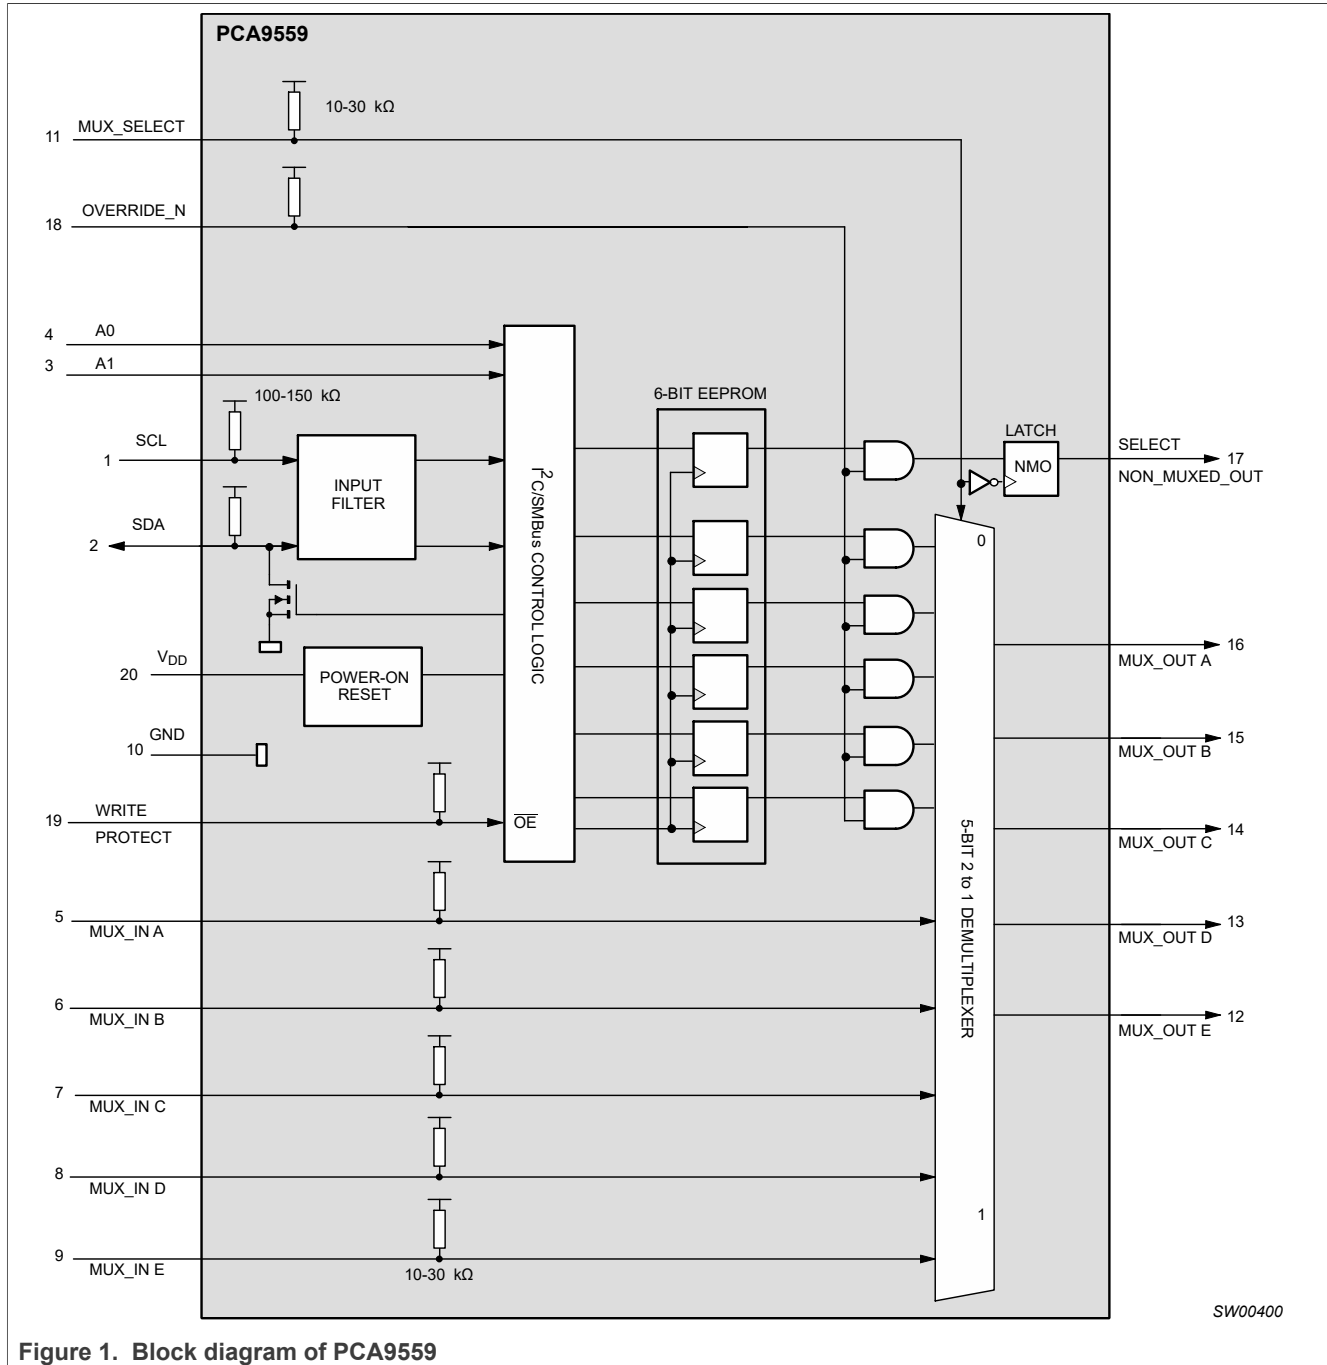 PCA9559
10-30 kΩ
11 MUX_SELECT
18 OVERRIDE_N
4 A0
3 A1
100-150 kΩ
6-BIT EEPROM
SCL
1
INPUT
FILTER
SDA
2
I2C/SMBus CONTROL LOGIC
LATCH
NMO
SELECT
17
NON_MUXED_OUT
0
VDD
20
POWER-ON
RESET
16
MUX_OUT A
GND
10
15
MUX_OUT B
19 WRITE
PROTECT
OE
14
MUX_OUT C
5
MUX_IN A
13
MUX_OUT D
5-BIT 2 to 1 DEMULTIPLEXER
6
MUX_IN B
12
MUX_OUT E
7
MUX_IN C
8
MUX_IN D
1
9
MUX_IN E
10-30 kΩ
SW00400
Figure 1. Block diagram of PCA9559